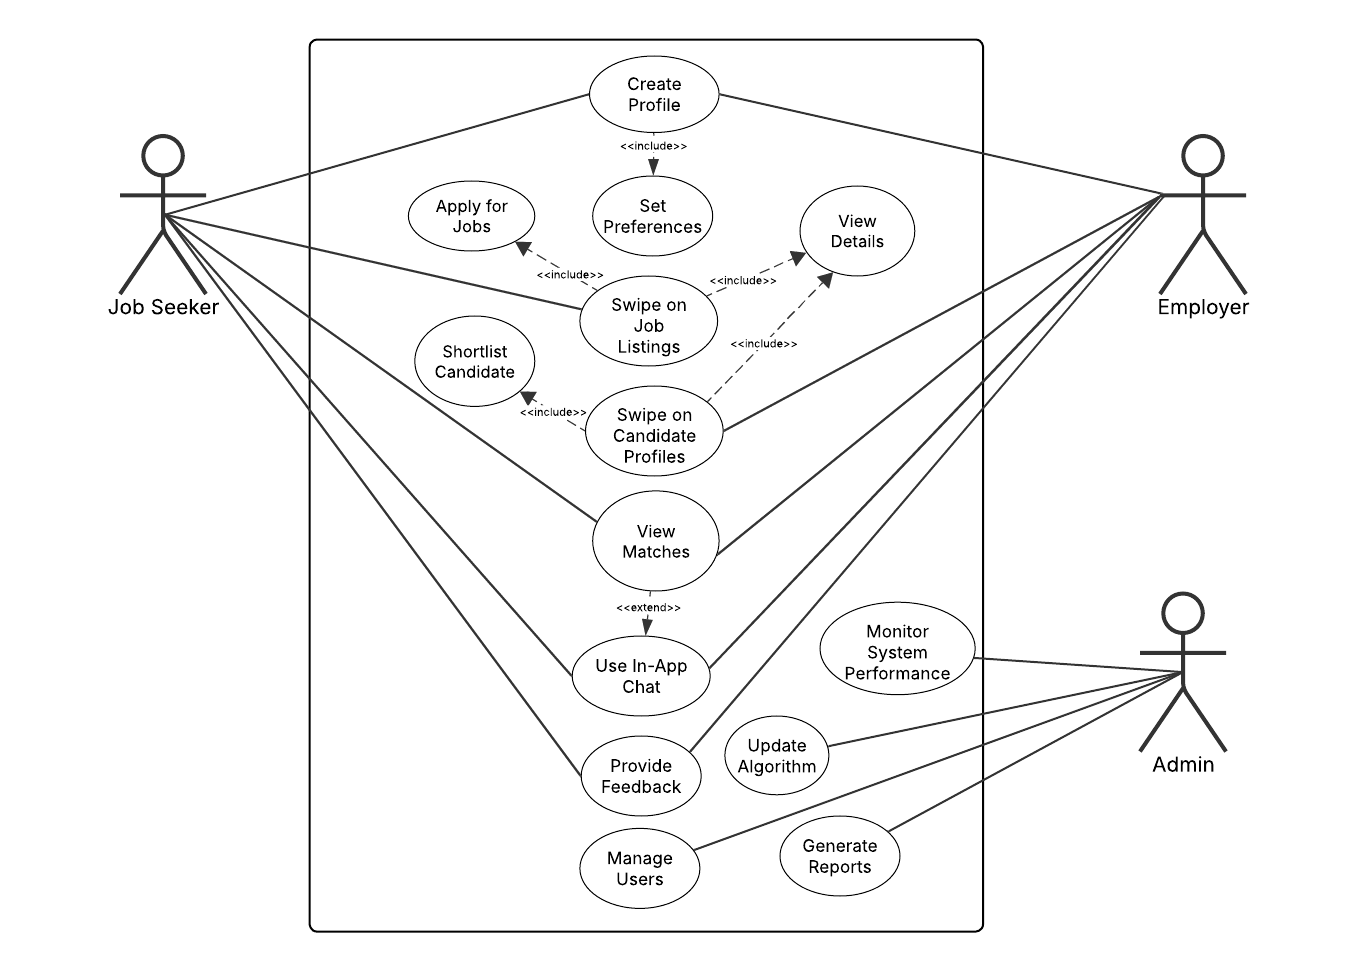 Create
Profile
<<include>>
Set
Preferences
Apply for
Jobs
View
Details
<<include>>
<<include>>
Swipe on
Job
Listings
Job Seeker
Employer
<<include>>
Shortlist
Candidate
<<include>>
Swipe on
Candidate
Profiles
View
Matches
<<extend>>
Use In-App
Chat
Monitor
System
Performance
Update
Algorithm
Admin
Provide
Feedback
Manage
Users
Generate
Reports